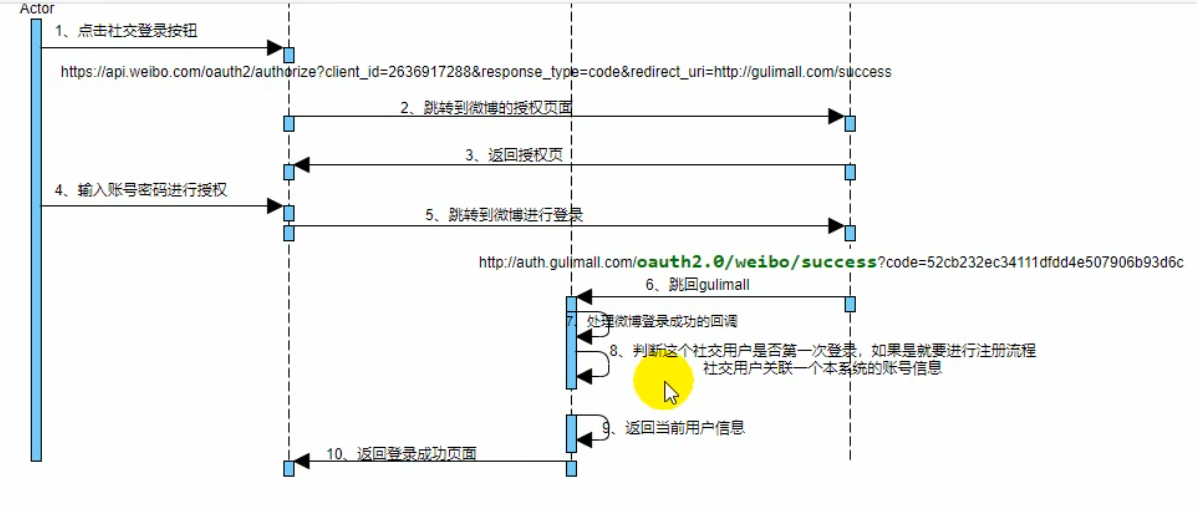 Actor
1、点击社交登录按钮
https://api.weibo.com/oauth2/authorize?client_id=2636917288&response_type=code&redirect_uri=http://gulimall.com/success
2、跳转到微博的授权页面
3、返回授权页
4、输入账号密码进行授权
5、跳转到微博进行登录
http://auth.gulimall.com/oauth2.0/weibo/success?code=52cb232ec34111dfdd4e507906b93d6c
6、跳回gulimall
7、处理微博登录成功的回调
8、判断这个社交用户是否第一次登录，如果是就要进行注册流程
社交用户关联一个本系统的账号信息
9、返回当前用户信息
10、返回登录成功页面